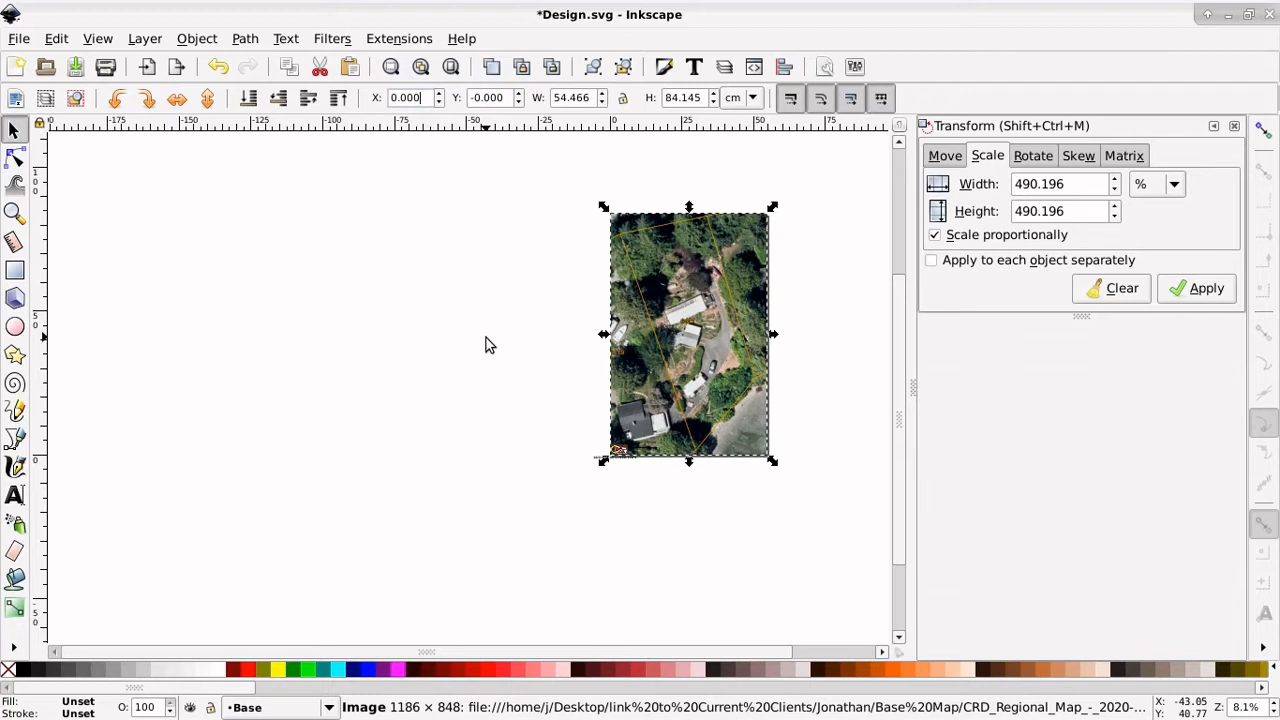 *Design.svg - Inkscape
File Edit View Layer Object Path Text Filters Extensions Help
X: 0.000 Y: -0.000 W: 54.466 H: 84.145 cm
-175 -150 -125 -100 -75 -50 -25 0 25 50 75
Transform (Shift+Ctrl+M)
Move Scale Rotate Skew Matrix
Width: 490.196 %
Height: 490.196
Scale proportionally
Apply to each object separately
Clear Apply
Fill: Unset
Stroke: Unset
O: 100
•Base
Image 1186 × 848: file:///home/j/Desktop/link%20to%20Current%20Clients/Jonathan/Base%20Map/CRD_Regional_Map_-_2020-...
X: -43.05
Y: 40.77
Z: 8.1%